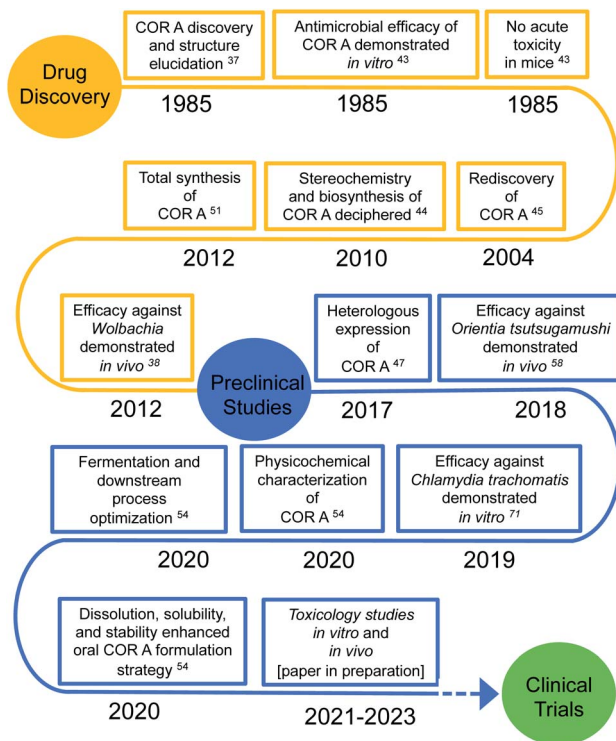 Drug
Discovery
COR A discovery
and structure
elucidation 37
1985
Antimicrobial efficacy of
COR A demonstrated
in vitro 43
1985
No acute
toxicity
in mice 43
1985
Total synthesis
of
COR A 51
2012
Stereochemistry
and biosynthesis of
COR A deciphered 44
2010
Rediscovery
of
COR A 45
2004
Efficacy against
Wolbachia
demonstrated
in vivo 38
2012
Preclinical
Studies
Heterologous
expression
of
COR A 47
2017
Efficacy against
Orientia tsutsugamushi
demonstrated
in vivo 58
2018
Fermentation and
downstream
process
optimization 54
2020
Physicochemical
characterization
of
COR A 54
2020
Efficacy against
Chlamydia trachomatis
demonstrated
in vitro 71
2019
Dissolution, solubility,
and stability enhanced
oral COR A formulation
strategy 54
2020
Toxicology studies
in vitro and
in vivo
[paper in preparation]
2021-2023
Clinical
Trials